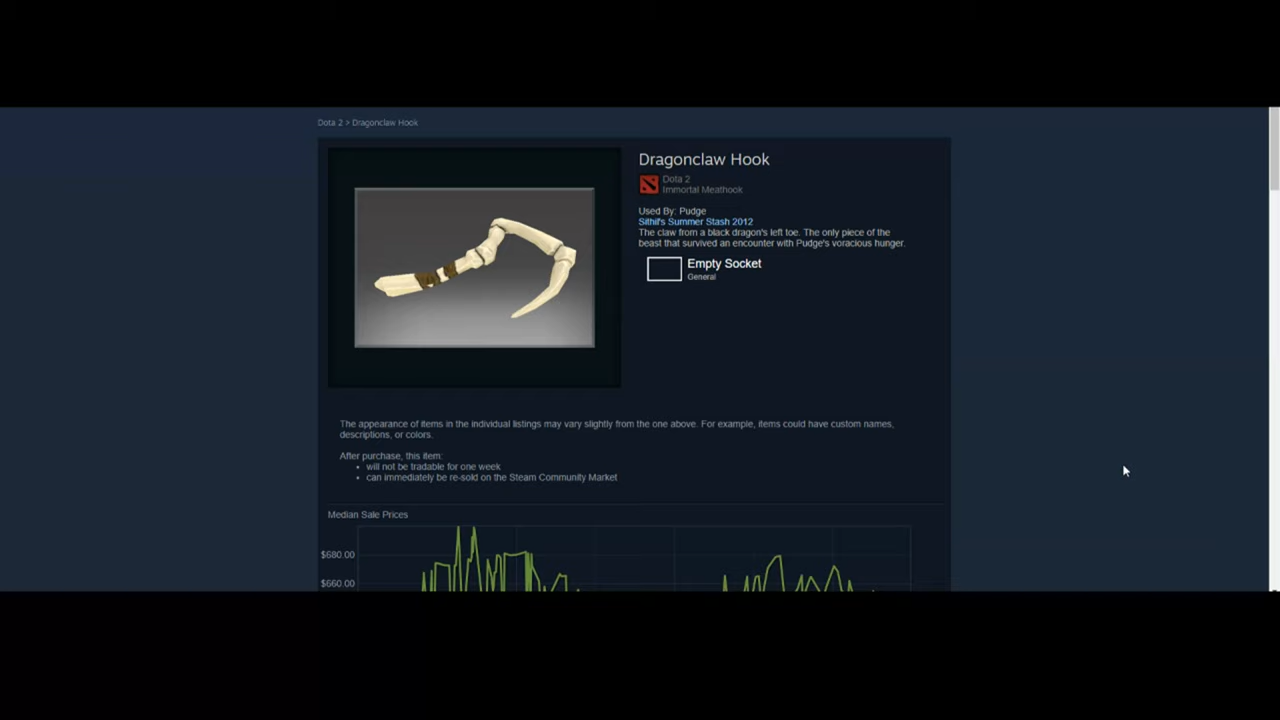 Dota 2 > Dragonclaw Hook
Dragonclaw Hook
Dota 2
Immortal Meathook
Used By: Pudge
Sithil's Summer Stash 2012
The claw from a black dragon's left toe. The only piece of the
beast that survived an encounter with Pudge's voracious hunger.
Empty Socket
General
The appearance of items in the individual listings may vary slightly from the one above. For example, items could have custom names,
descriptions, or colors.
After purchase, this item:
• will not be tradable for one week
• can immediately be re-sold on the Steam Community Market
Median Sale Prices
$680.00
$660.00